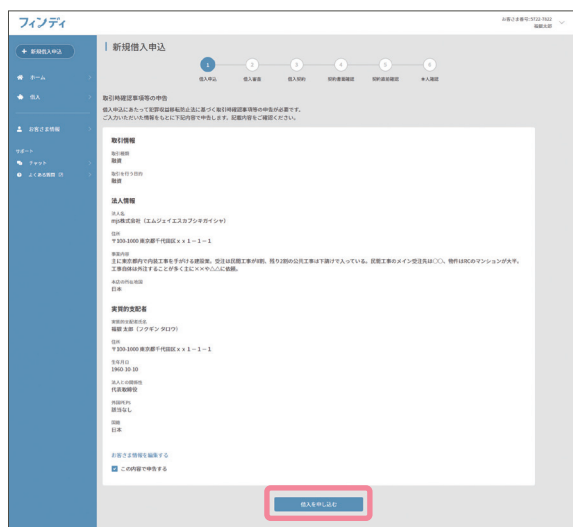 フィンディ
お客さま番号:9722-7022
福銀太郎
+ 新規借入申込
ホーム
借入
お客さま情報
サポート
チャット
よくある質問
新規借入申込
1 2 3 4 5 6
借入申込 借入審査 借入契約 契約書面確認 契約追加確認 本人確認
取引時確認事項等の申告
借入申込にあたって犯罪収益移転防止法に基づく取引時確認事項等の申告が必要です。
ご入力いただいた情報をもとに下記内容で申告します。記載内容をご確認ください。
取引情報
取引種類
融資
取引を行う目的
融資
法人情報
法人名
mjs株式会社（エムジェイエスカブシキガイシャ）
住所
〒100-1000 東京都千代田区ｘｘ１－１－１
事業内容
主に東京都内で内装工事を手がける建設業。受注は民間工事が8割、残り2割の公共工事は下請けで入っている。民間工事のメイン受注先は○○、物件はRCのマンションが大半。
工事自体は外注することが多く主に××や△△に依頼。
本店の所在地国
日本
実質的支配者
実質的支配者氏名
福銀 太郎（フクギン タロウ）
住所
〒100-1000 東京都千代田区ｘｘ１－１－１
生年月日
1960-10-10
法人との関係性
代表取締役
外国PEPs
該当なし
国籍
日本
お客さま情報を編集する
この内容で申告する
借入を申し込む